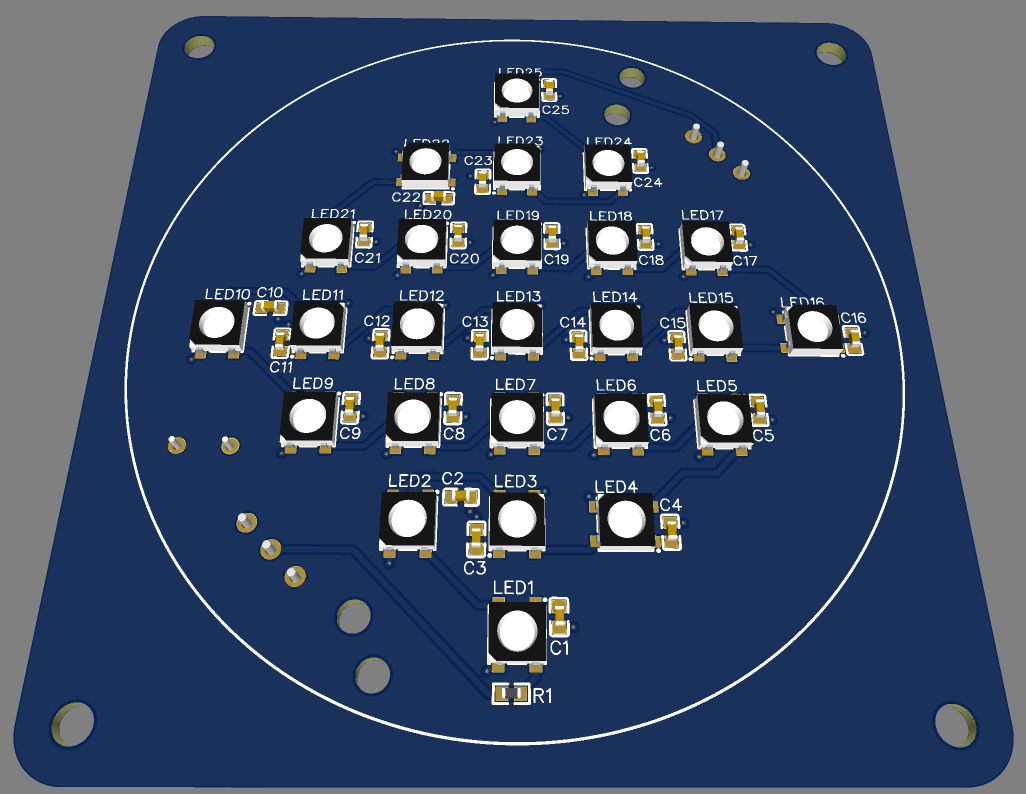 LED25
C25
LED22 LED23 LED24
C23
C24
C22
LED21 LED20 LED19 LED18 LED17
C21 C20 C19 C18 C17
LED10 C10 LED11 LED12 LED13 LED14 LED15 LED16
C11 C12 C13 C14 C15 C16
LED9 LED8 LED7 LED6 LED5
C9 C8 C7 C6 C5
LED2 C2 LED3 LED4
C4
C3
LED1
C1
R1